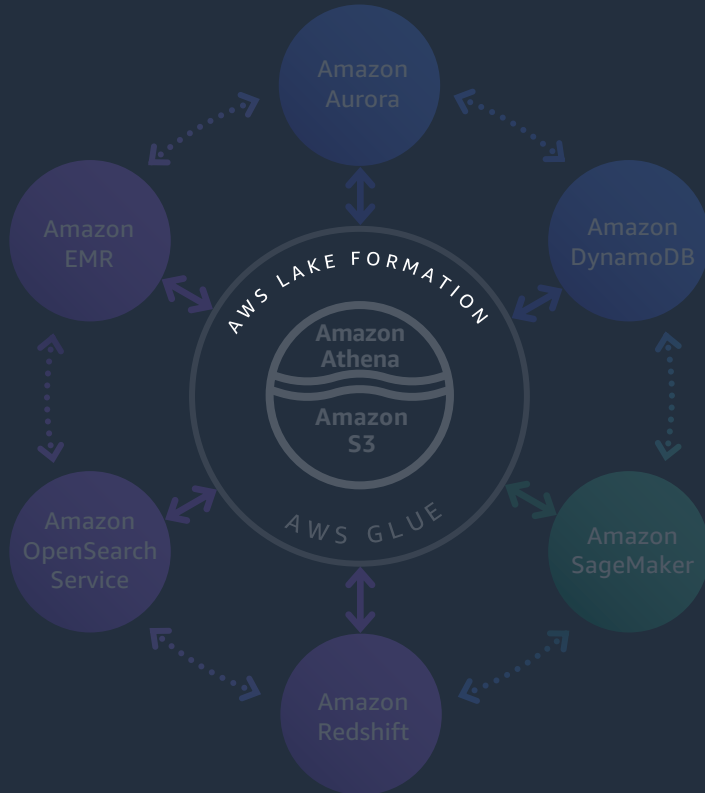 Amazon
Aurora
Amazon
EMR
Amazon
DynamoDB
AWS LAKE FORMATION
Amazon
Athena
Amazon
S3
AWS GLUE
Amazon
OpenSearch
Service
Amazon
SageMaker
Amazon
Redshift